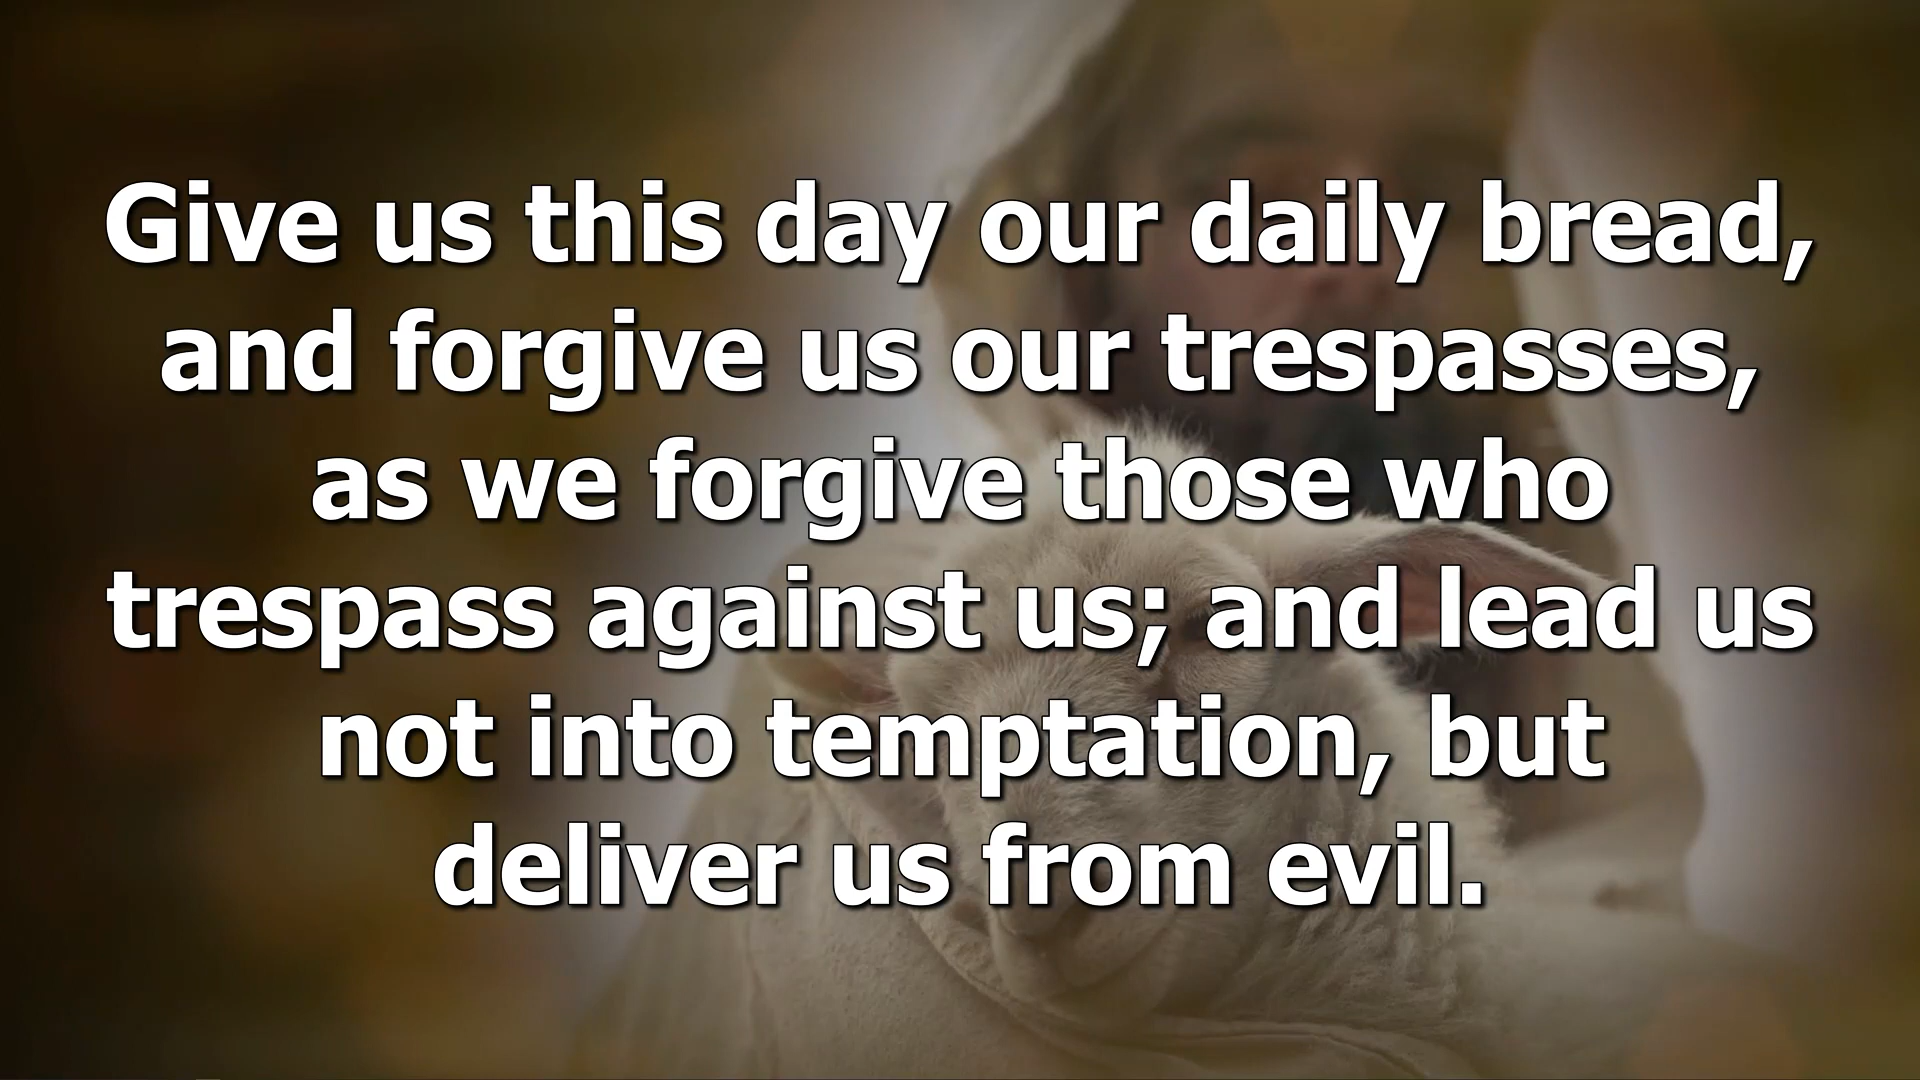 Give us this day our daily bread,
and forgive us our trespasses,
as we forgive those who
trespass against us; and lead us
not into temptation, but
deliver us from evil.